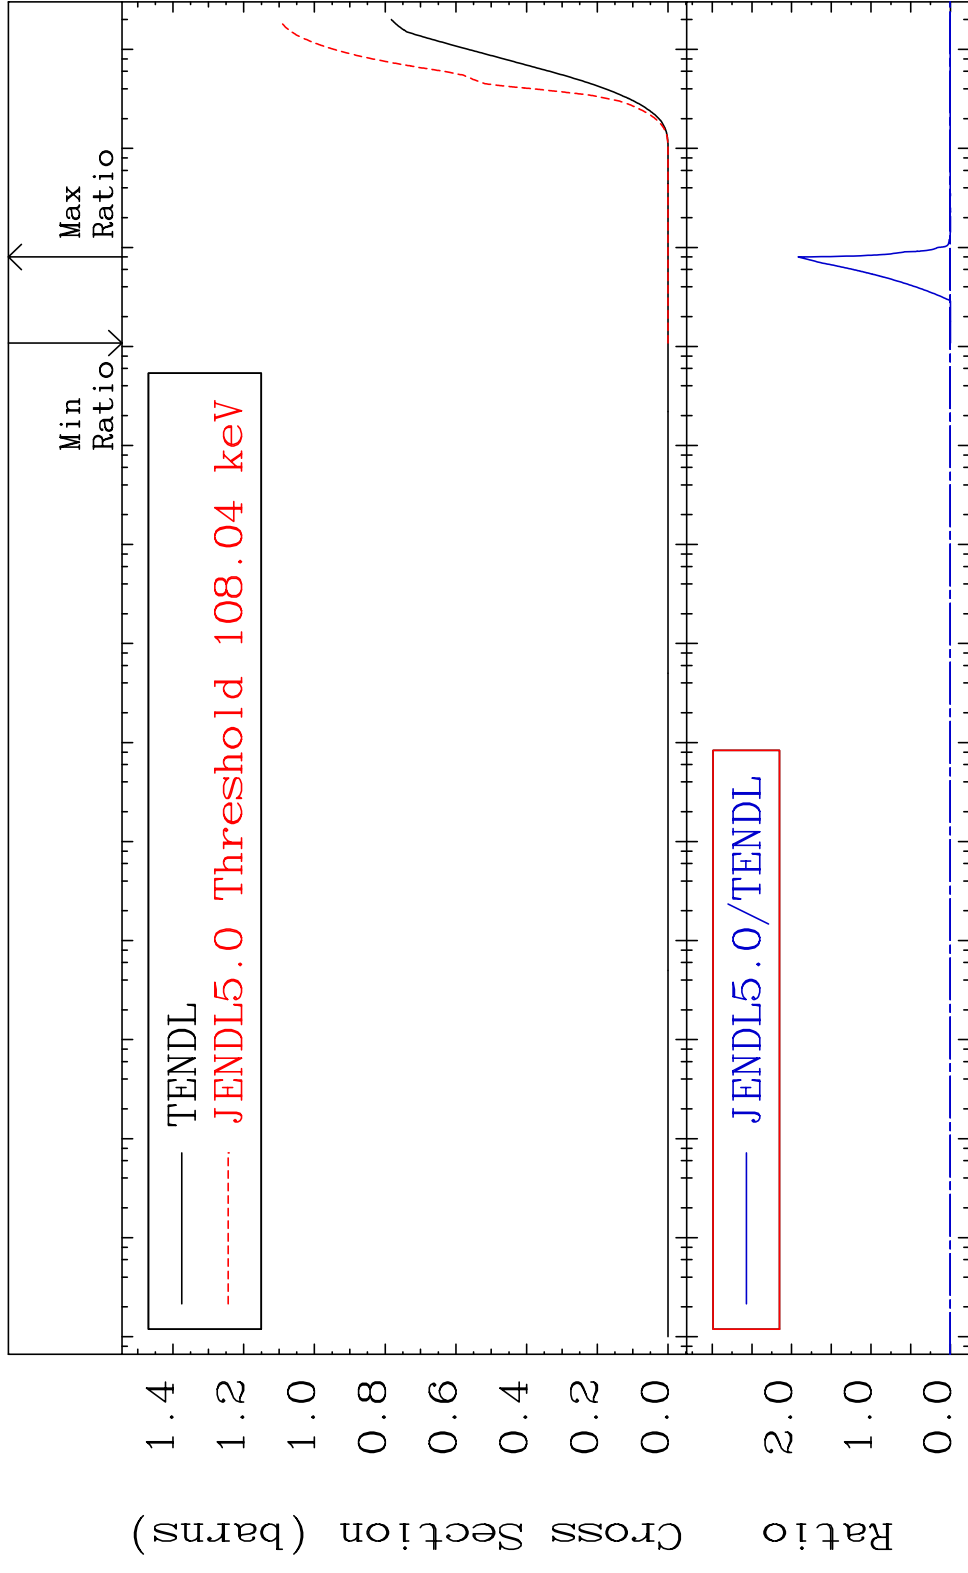 Min
Ratio
Max
Ratio
TENDL
JENDL5.0 Threshold 108.04 keV
1.4
1.2
1.0
0.8
0.6
0.4
0.2
0.0
Cross Section (barns)
JENDL5.0/TENDL
2.0
1.0
0.0
Ratio